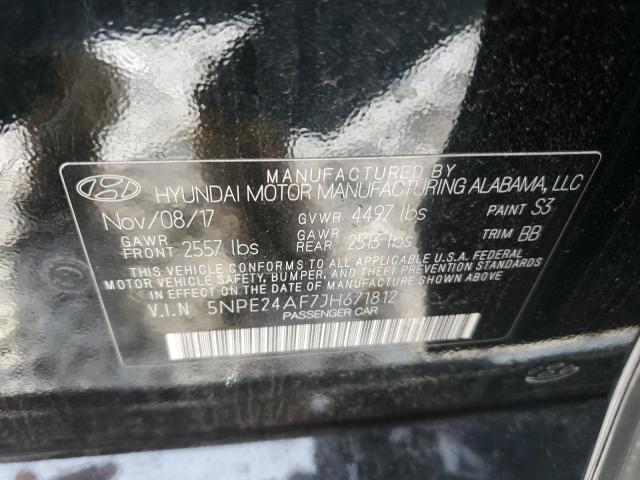 MANUFACTURED BY
HYUNDAI MOTOR MANUFACTURING ALABAMA, LLC
Nov/08/17 GVWR 4497 lbs PAINT S3
GAWR FRONT 2557 lbs GAWR REAR 2513 lbs TRIM BB
THIS VEHICLE CONFORMS TO ALL APPLICABLE U.S.A. FEDERAL
MOTOR VEHICLE SAFETY, BUMPER, AND THEFT PREVENTION STANDARDS
IN EFFECT ON THE DATE OF MANUFACTURE SHOWN ABOVE.
V.I.N 5NPE24AF7JH671812
PASSENGER CAR